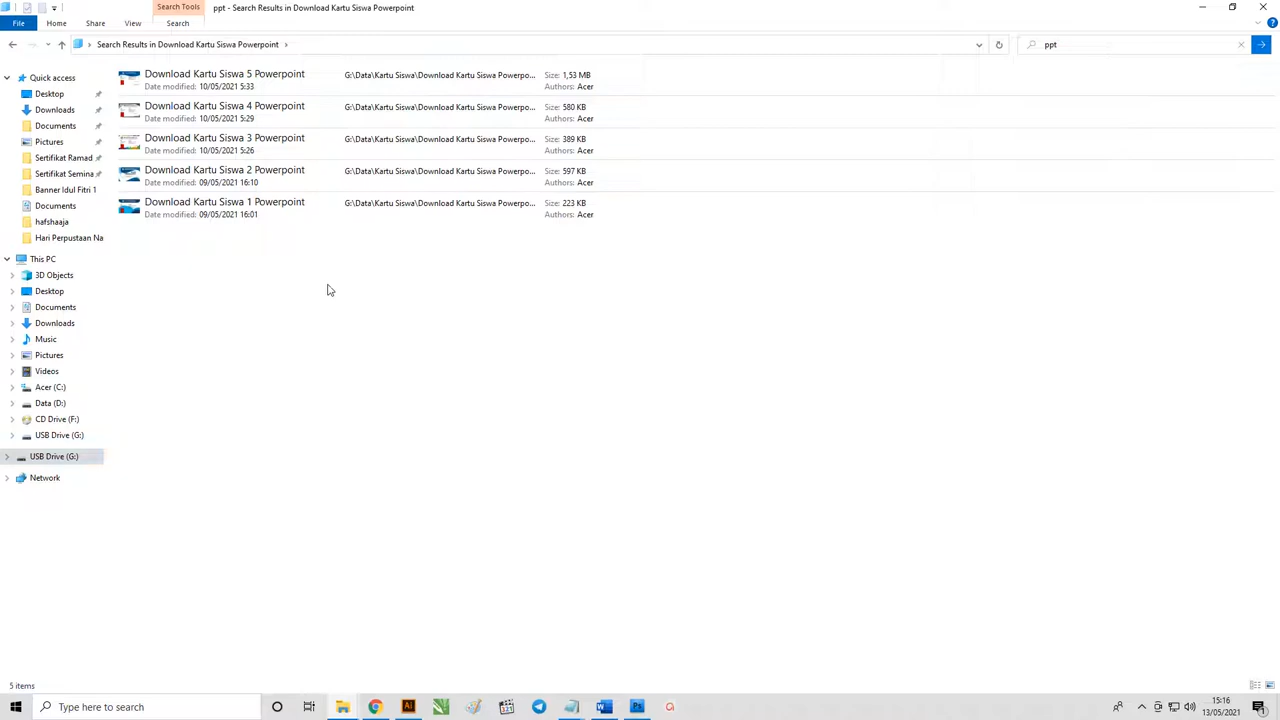 Search Tools
ppt - Search Results in Download Kartu Siswa Powerpoint
File Home Share View Search
Search Results in Download Kartu Siswa Powerpoint
ppt
Quick access
Desktop
Downloads
Documents
Pictures
Sertifikat Ramad
Sertifikat Semina
Banner Idul Fitri 1
Documents
hafshaaja
Hari Perpustaan Na
This PC
3D Objects
Desktop
Documents
Downloads
Music
Pictures
Videos
Acer (C:)
Data (D:)
CD Drive (F:)
USB Drive (G:)
USB Drive (G:)
Network
Download Kartu Siswa 5 Powerpoint G:\Data\Kartu Siswa\Download Kartu Siswa Powerpo... Size: 1,53 MB
Date modified: 10/05/2021 5:33 Authors: Acer
Download Kartu Siswa 4 Powerpoint G:\Data\Kartu Siswa\Download Kartu Siswa Powerpo... Size: 580 KB
Date modified: 10/05/2021 5:29 Authors: Acer
Download Kartu Siswa 3 Powerpoint G:\Data\Kartu Siswa\Download Kartu Siswa Powerpo... Size: 389 KB
Date modified: 10/05/2021 5:26 Authors: Acer
Download Kartu Siswa 2 Powerpoint G:\Data\Kartu Siswa\Download Kartu Siswa Powerpo... Size: 597 KB
Date modified: 09/05/2021 16:10 Authors: Acer
Download Kartu Siswa 1 Powerpoint G:\Data\Kartu Siswa\Download Kartu Siswa Powerpo... Size: 223 KB
Date modified: 09/05/2021 16:01 Authors: Acer
5 items
Type here to search
Ai
Ps
15:16
13/05/2021
1